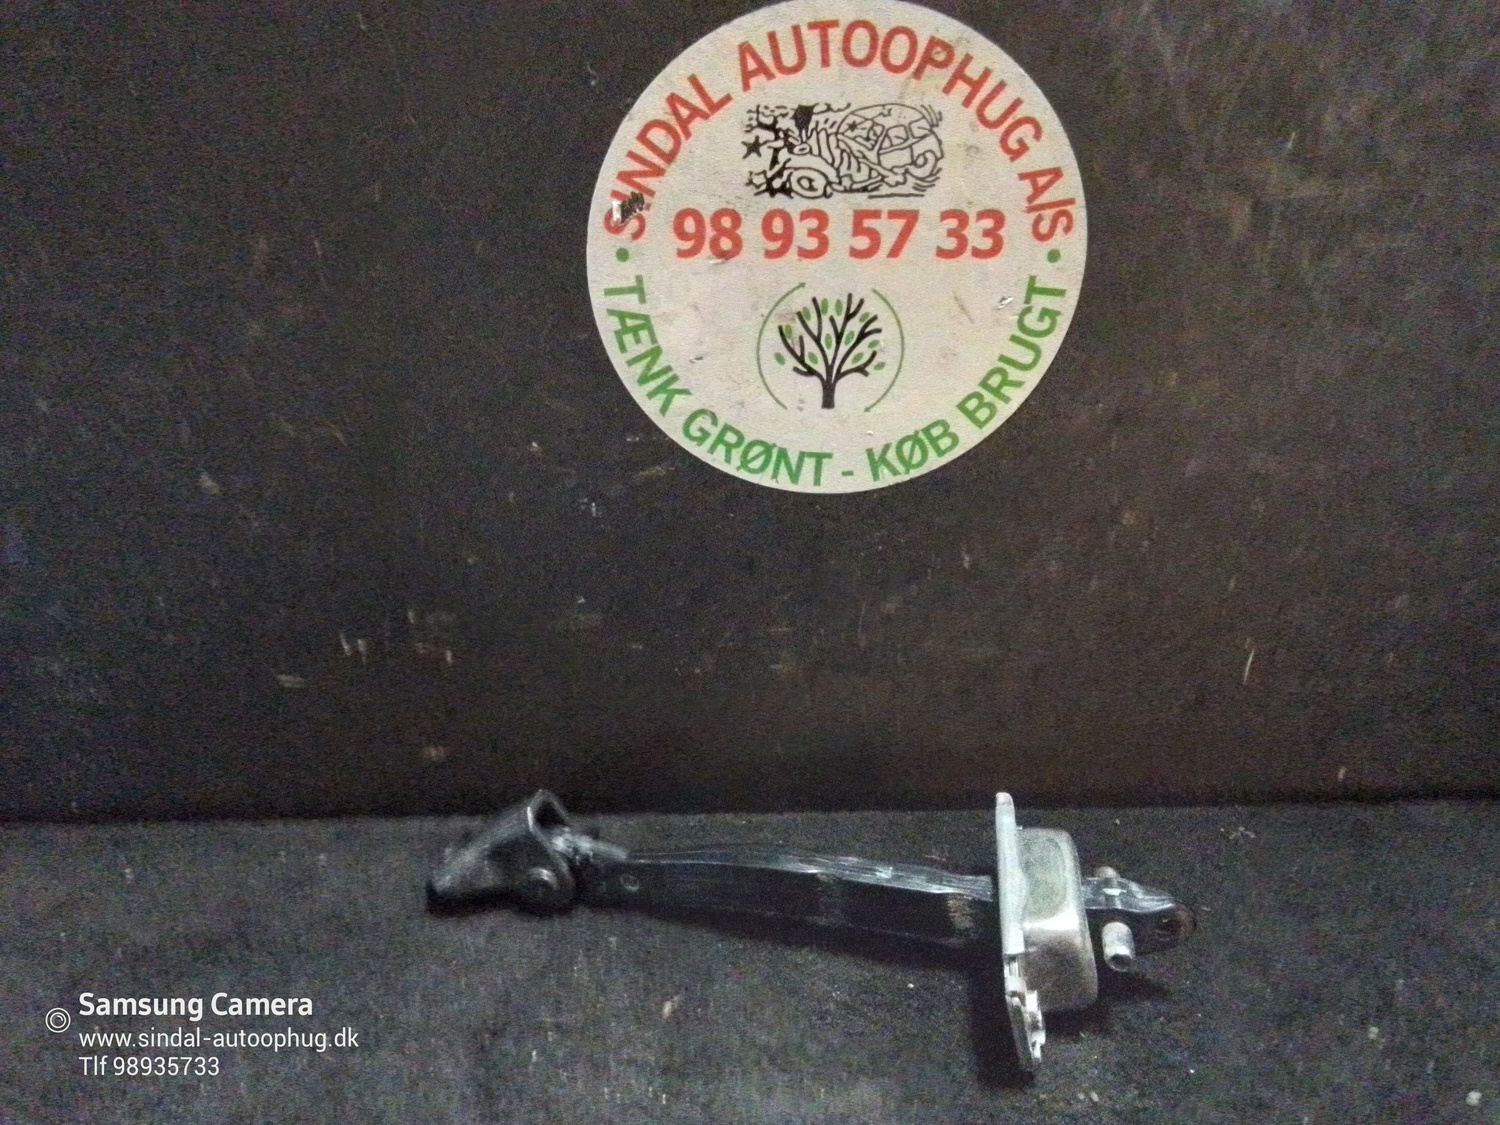 SINDAL AUTOOPHUG A/S
98 93 57 33
• TÆNK GRØNT - KØB BRUGT •
Samsung Camera
www.sindal-autoophug.dk
Tlf 98935733